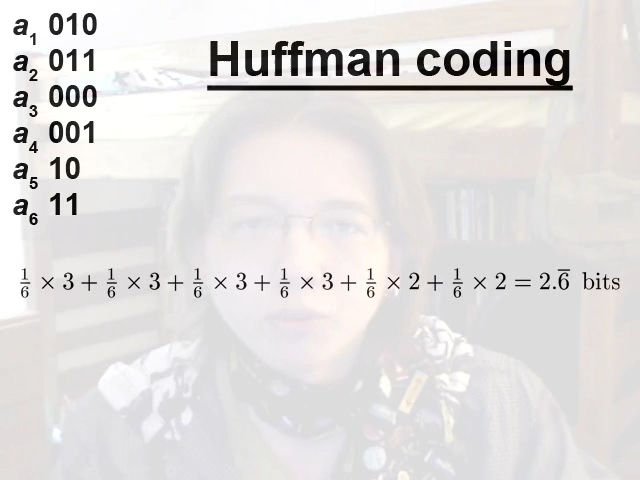 a₁ 010
Huffman coding
a₂ 011
a₃ 000
a₄ 001
a₅ 10
a₆ 11
1/6 × 3 + 1/6 × 3 + 1/6 × 3 + 1/6 × 3 + 1/6 × 2 + 1/6 × 2 = 2.6̅ bits